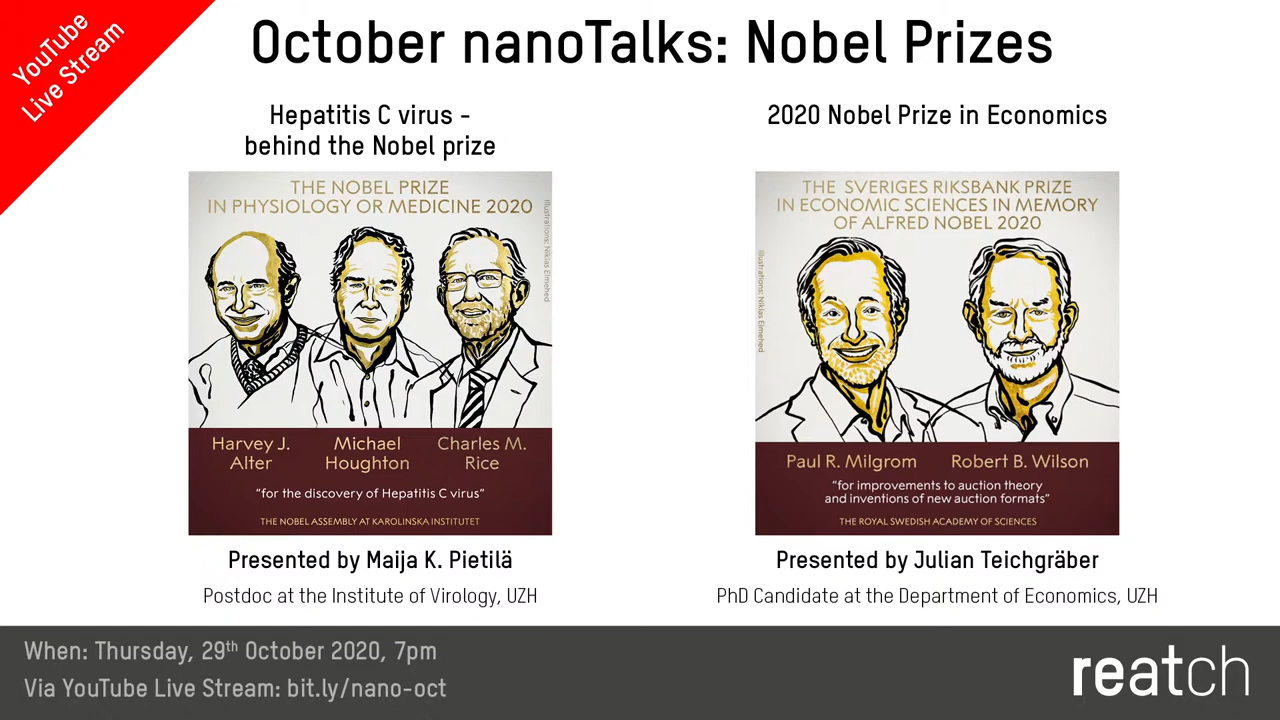 YouTube
Live Stream
October nanoTalks: Nobel Prizes
Hepatitis C virus -
behind the Nobel prize
THE NOBEL PRIZE
IN PHYSIOLOGY OR MEDICINE 2020
Illustrations: Niklas Elmehed
Harvey J.
Alter
Michael
Houghton
Charles M.
Rice
“for the discovery of Hepatitis C virus”
THE NOBEL ASSEMBLY AT KAROLINSKA INSTITUTET
Presented by Maija K. Pietilä
Postdoc at the Institute of Virology, UZH
2020 Nobel Prize in Economics
THE SVERIGES RIKSBANK PRIZE
IN ECONOMIC SCIENCES IN MEMORY
OF ALFRED NOBEL 2020
Illustrations: Niklas Elmehed
Paul R. Milgrom
Robert B. Wilson
“for improvements to auction theory
and inventions of new auction formats”
THE ROYAL SWEDISH ACADEMY OF SCIENCES
Presented by Julian Teichgräber
PhD Candidate at the Department of Economics, UZH
When: Thursday, 29th October 2020, 7pm
Via YouTube Live Stream: bit.ly/nano-oct
reatch